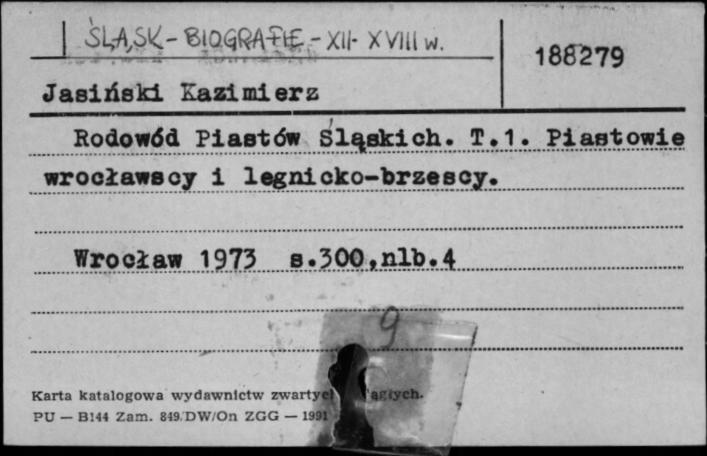 ŚLĄSK - BIOGRAFIE - XII - XVIII w.
188279
Jasiński Kazimierz
Rodowód Piastów Śląskich. T.1. Piastowie
wrocławscy i legnicko-brzescy.
Wrocław 1973 s.300,nlb.4
9
Karta katalogowa wydawnictw
PU — B144 Zam. 849/DW/On ZGG — 1991